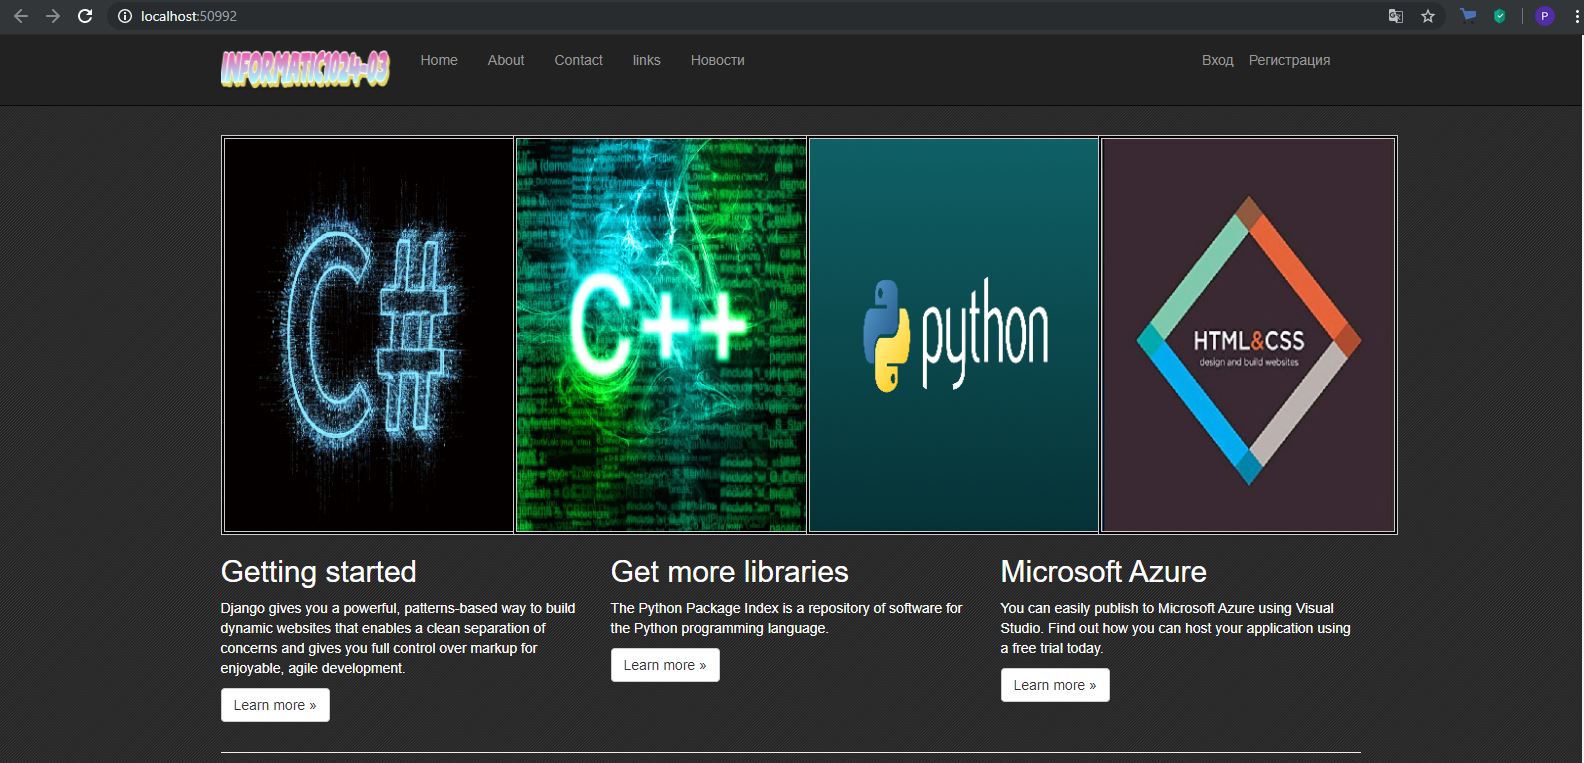 localhost:50992
P
INFORMATIC1024-03
Home About Contact links Новости Вход Регистрация
C#
C++
python
HTML&CSS
design and build websites
Getting started
Django gives you a powerful, patterns-based way to build
dynamic websites that enables a clean separation of
concerns and gives you full control over markup for
enjoyable, agile development.
Learn more »
Get more libraries
The Python Package Index is a repository of software for
the Python programming language.
Learn more »
Microsoft Azure
You can easily publish to Microsoft Azure using Visual
Studio. Find out how you can host your application using
a free trial today.
Learn more »